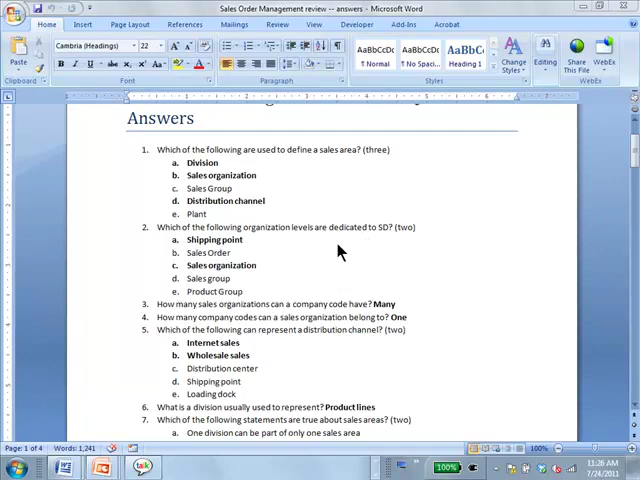 Sales Order Management review -- answers - Microsoft Word
Home Insert Page Layout References Mailings Review View Developer Add-Ins Acrobat
Paste
Cambria (Headings) 22
AaBbCcDc AaBbCcDc AaBbC
¶ Normal ¶ No Spaci... Heading 1
Change Styles
Editing
Share This File
WebEx
Clipboard Font Paragraph Styles WebEx
Answers
1. Which of the following are used to define a sales area? (three)
a. Division
b. Sales organization
c. Sales Group
d. Distribution channel
e. Plant
2. Which of the following organization levels are dedicated to SD? (two)
a. Shipping point
b. Sales Order
c. Sales organization
d. Sales group
e. Product Group
3. How many sales organizations can a company code have? Many
4. How many company codes can a sales organization belong to? One
5. Which of the following can represent a distribution channel? (two)
a. Internet sales
b. Wholesale sales
c. Distribution center
d. Shipping point
e. Loading dock
6. What is a division usually used to represent? Product lines
7. Which of the following statements are true about sales areas? (two)
a. One division can be part of only one sales area
Page: 1 of 4 Words: 1,241 100%
talk 100% 11:26 AM
7/24/2011